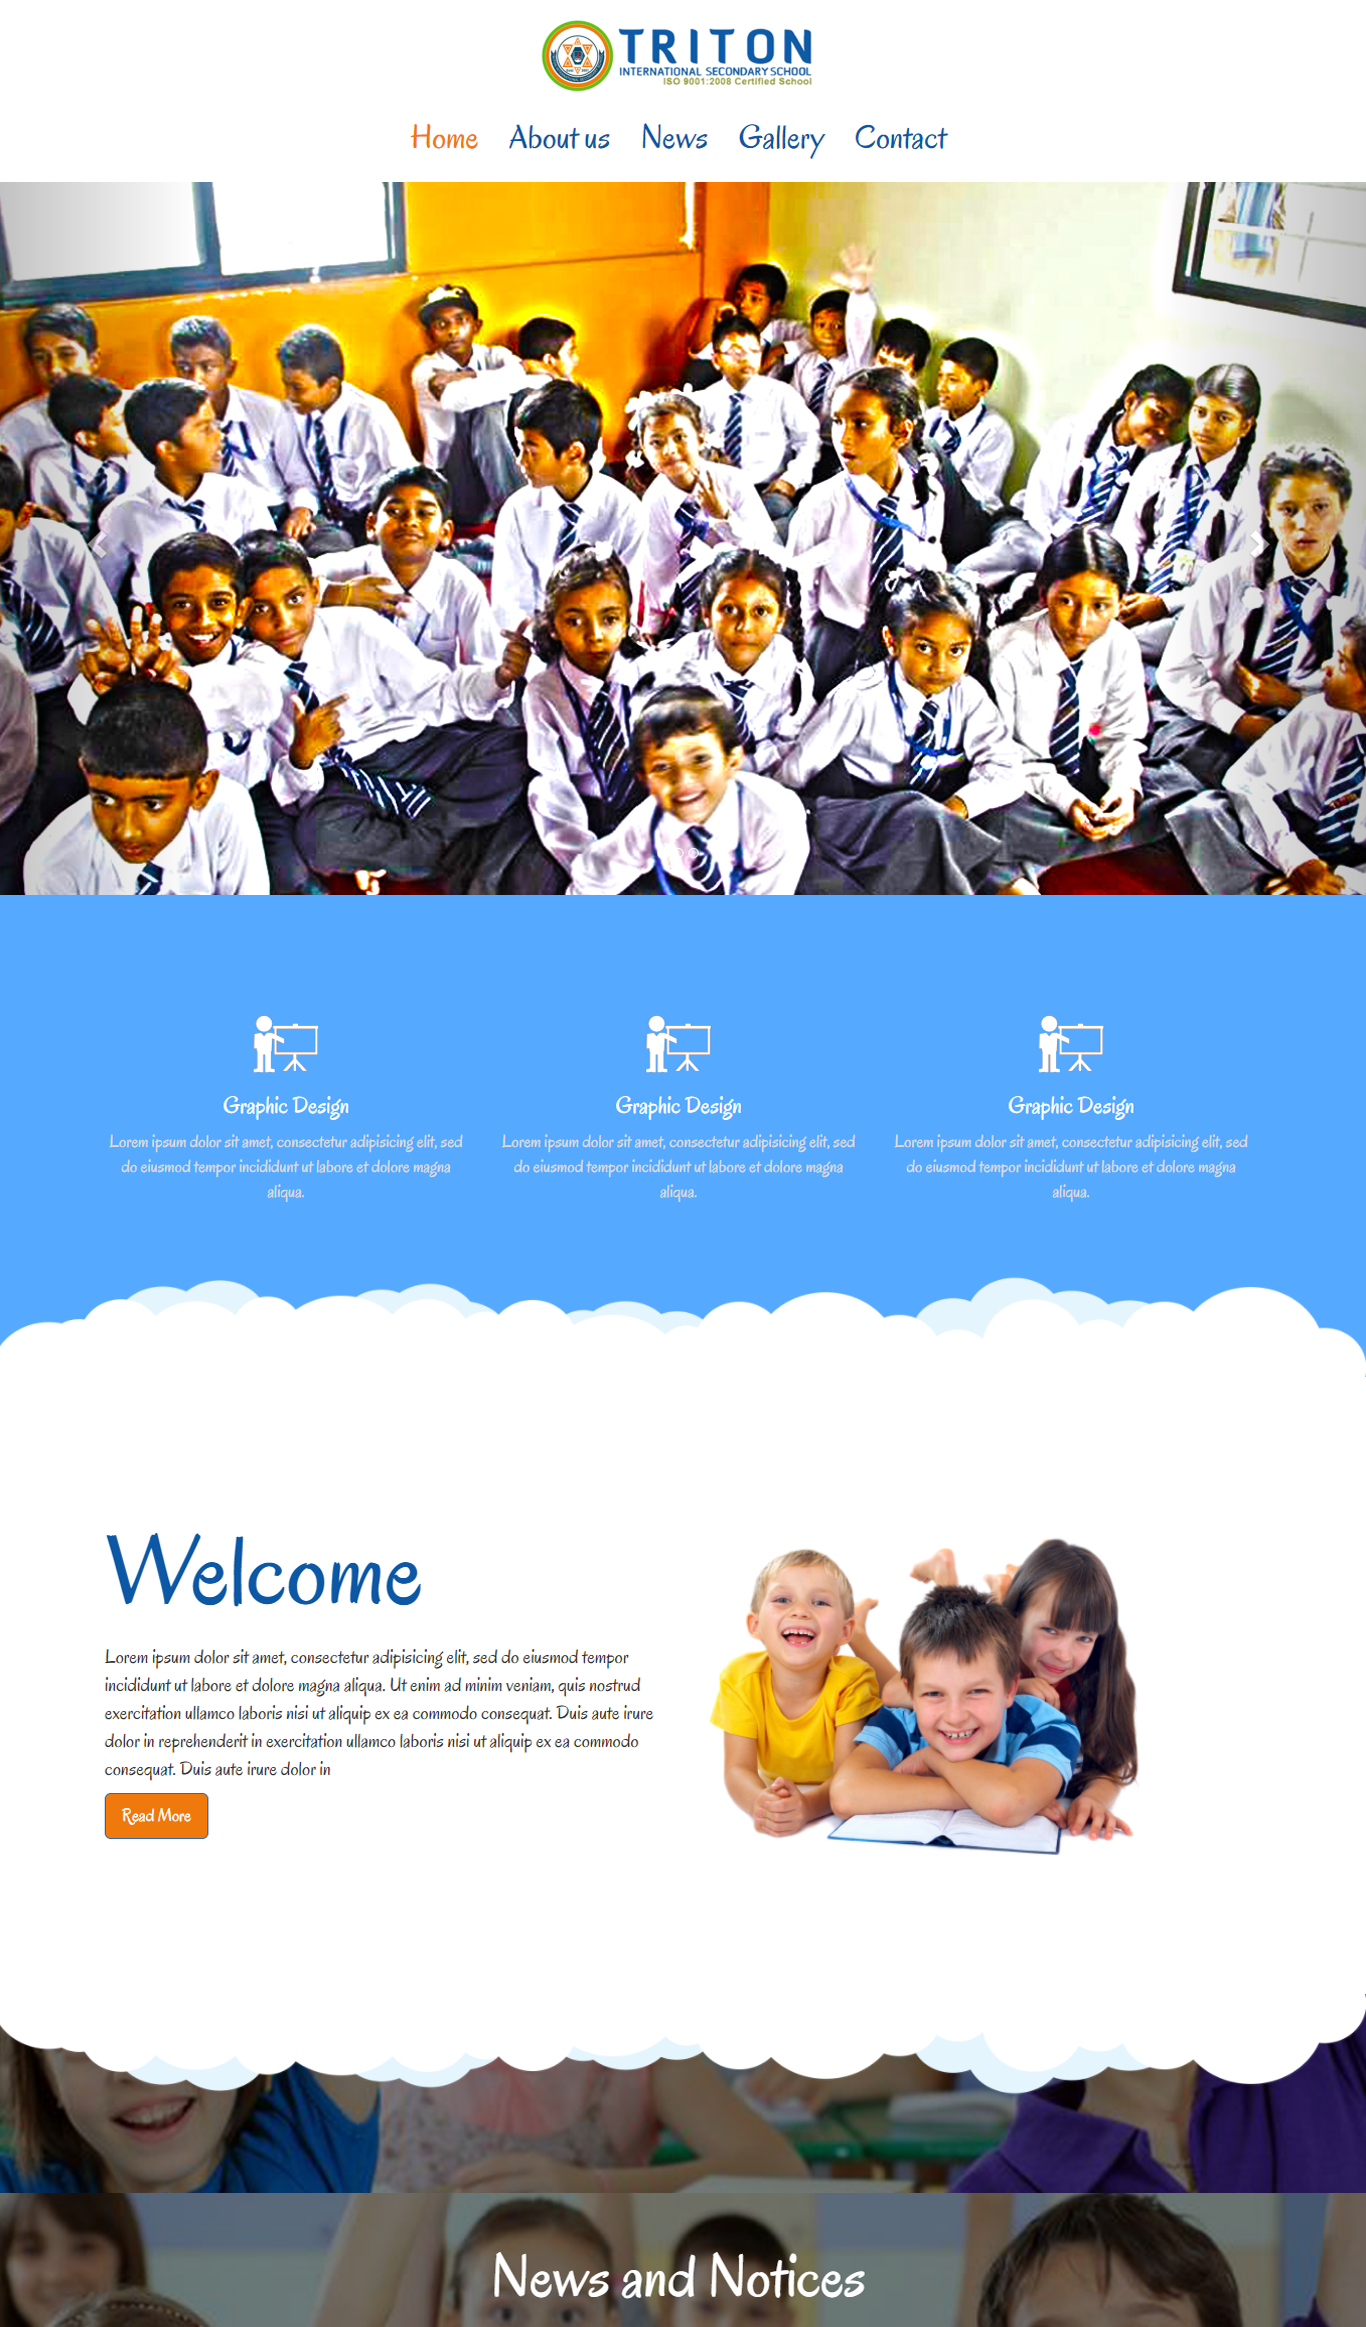 TRITON
INTERNATIONAL SECONDARY SCHOOL
ISO 9001:2008 Certified School
Home About us News Gallery Contact
Graphic Design
Lorem ipsum dolor sit amet, consectetur adipisicing elit, sed
do eiusmod tempor incididunt ut labore et dolore magna
aliqua.
Graphic Design
Lorem ipsum dolor sit amet, consectetur adipisicing elit, sed
do eiusmod tempor incididunt ut labore et dolore magna
aliqua.
Graphic Design
Lorem ipsum dolor sit amet, consectetur adipisicing elit, sed
do eiusmod tempor incididunt ut labore et dolore magna
aliqua.
Welcome
Lorem ipsum dolor sit amet, consectetur adipisicing elit, sed do eiusmod tempor
incididunt ut labore et dolore magna aliqua. Ut enim ad minim veniam, quis nostrud
exercitation ullamco laboris nisi ut aliquip ex ea commodo consequat. Duis aute irure
dolor in reprehenderit in exercitation ullamco laboris nisi ut aliquip ex ea commodo
consequat. Duis aute irure dolor in
Read More
News and Notices